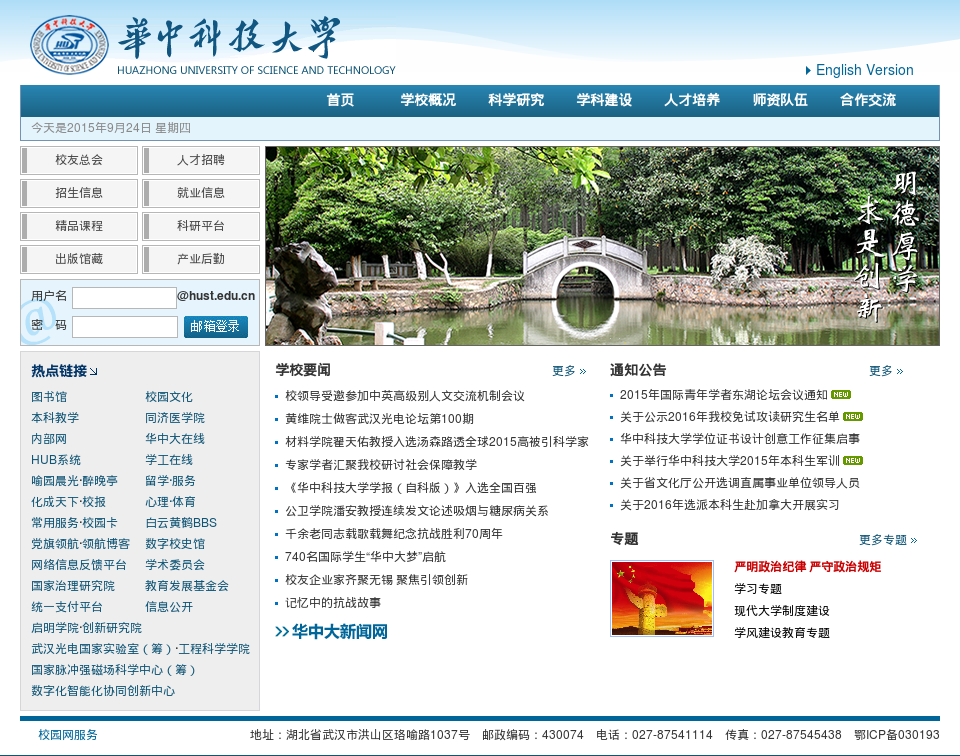 華中科技大学
HUAZHONG UNIVERSITY OF SCIENCE AND TECHNOLOGY
English Version
首页 学校概况 科学研究 学科建设 人才培养 师资队伍 合作交流
今天是2015年9月24日 星期四
校友总会 人才招聘
招生信息 就业信息
精品课程 科研平台
出版馆藏 产业后勤
明德厚学
求是创新
用户名 @hust.edu.cn
密 码 邮箱登录
热点链接
图书馆 校园文化
本科教学 同济医学院
内部网 华中大在线
HUB系统 学工在线
喻园晨光·醉晚亭 留学·服务
化成天下·校报 心理·体育
常用服务·校园卡 白云黄鹤BBS
党旗领航·领航博客 数字校史馆
网络信息反馈平台 学术委员会
国家治理研究院 教育发展基金会
统一支付平台 信息公开
启明学院·创新研究院
武汉光电国家实验室（筹）·工程科学学院
国家脉冲强磁场科学中心（筹）
数字化智能化协同创新中心
学校要闻 更多 »
校领导受邀参加中英高级别人文交流机制会议
黄维院士做客武汉光电论坛第100期
材料学院翟天佑教授入选汤森路透全球2015高被引科学家
专家学者汇聚我校研讨社会保障教学
《华中科技大学学报（自科版）》入选全国百强
公卫学院潘安教授连续发文论述吸烟与糖尿病关系
千余老同志载歌载舞纪念抗战胜利70周年
740名国际学生“华中大梦”启航
校友企业家齐聚无锡 聚焦引领创新
记忆中的抗战故事
华中大新闻网
通知公告 更多 »
2015年国际青年学者东湖论坛会议通知 NEW
关于公示2016年我校免试攻读研究生名单 NEW
华中科技大学学位证书设计创意工作征集启事
关于举行华中科技大学2015年本科生军训 NEW
关于省文化厅公开选调直属事业单位领导人员
关于2016年选派本科生赴加拿大开展实习
专题 更多专题 »
严明政治纪律 严守政治规矩
学习专题
现代大学制度建设
学风建设教育专题
校园网服务 地址：湖北省武汉市洪山区珞喻路1037号 邮政编码：430074 电话：027-87541114 传真：027-87545438 鄂ICP备030193